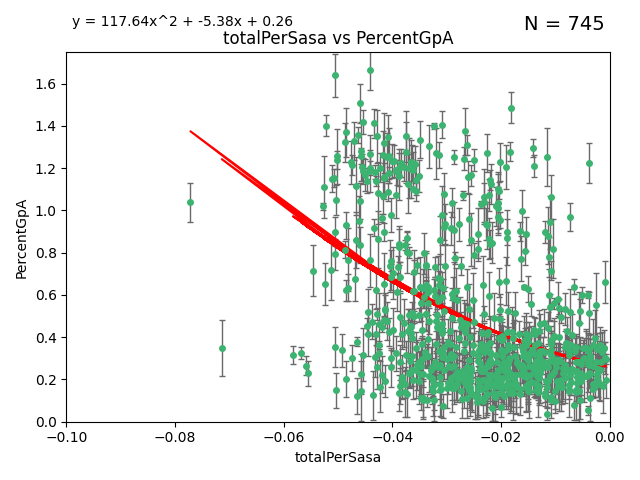 y = 117.64x^2 + -5.38x + 0.26
N = 745
totalPerSasa vs PercentGpA
PercentGpA
1.6
1.4
1.2
1.0
0.8
0.6
0.4
0.2
0.0
−0.10 −0.08 −0.06 −0.04 −0.02 0.00
totalPerSasa